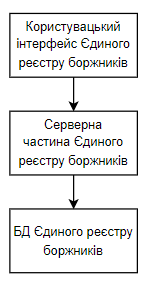 Користувацький
інтерфейс Єдиного
реєстру боржників
Серверна
частина Єдиного
реєстру боржників
БД Єдиного реєстру
боржників